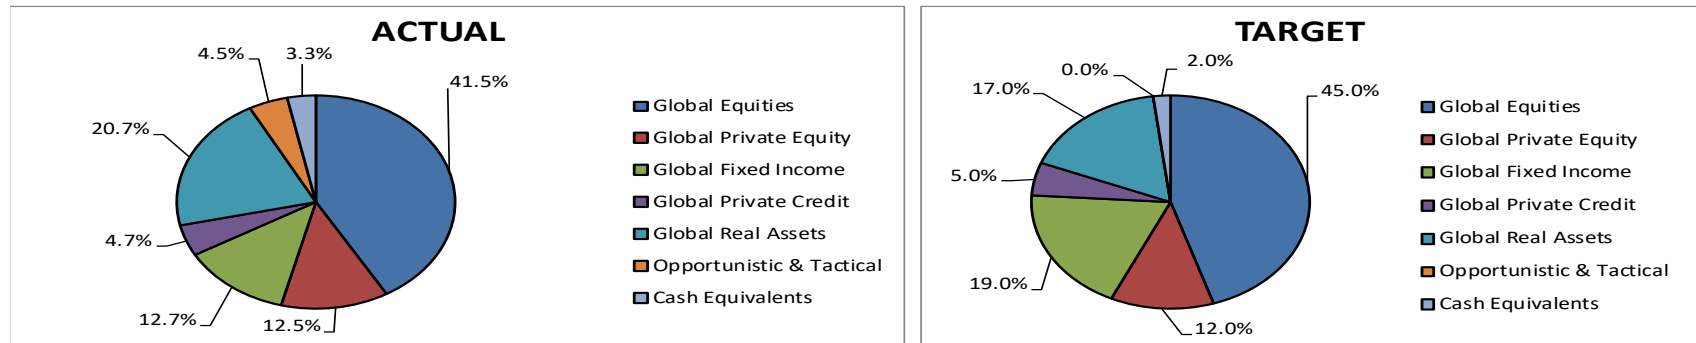 ACTUAL
4.5%
3.3%
41.5%
20.7%
4.7%
12.7%
12.5%
Global Equities
Global Private Equity
Global Fixed Income
Global Private Credit
Global Real Assets
Opportunistic & Tactical
Cash Equivalents
TARGET
0.0%
2.0%
17.0%
45.0%
5.0%
19.0%
12.0%
Global Equities
Global Private Equity
Global Fixed Income
Global Private Credit
Global Real Assets
Opportunistic & Tactical
Cash Equivalents